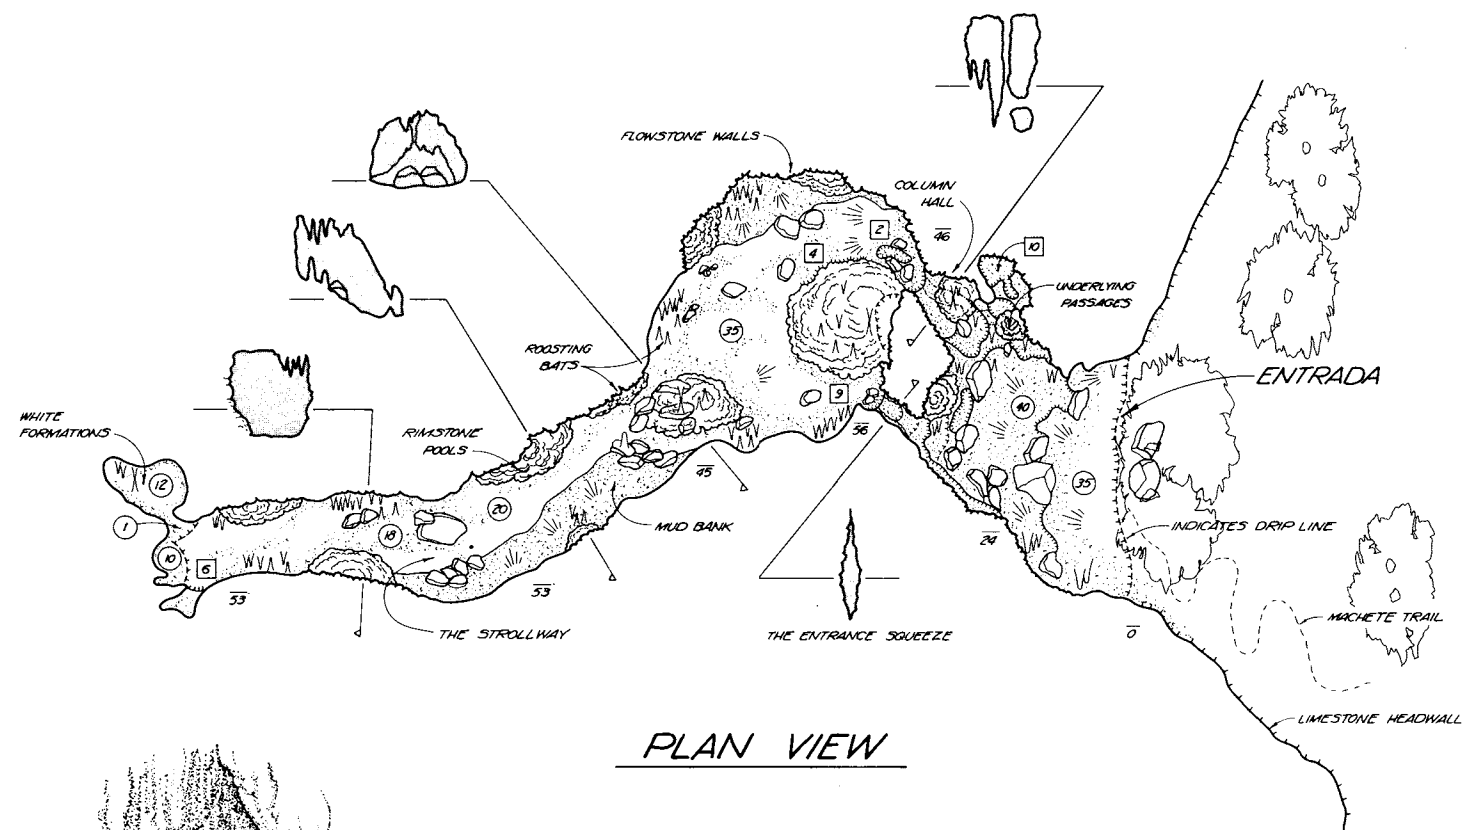 FLOWSTONE WALLS
COLUMN
HALL
46
2
10
4
UNDERLYING
PASSAGES
35
ROOSTING
BATS
ENTRADA
9
40
WHITE
FORMATIONS
RIMSTONE
POOLS
56
45
12
35
20
1
MUD BANK
INDICATES DRIP LINE
18
24
10
6
53
53
THE STROLLWAY
THE ENTRANCE SQUEEZE
0
MACHETE TRAIL
LIMESTONE HEADWALL
PLAN VIEW